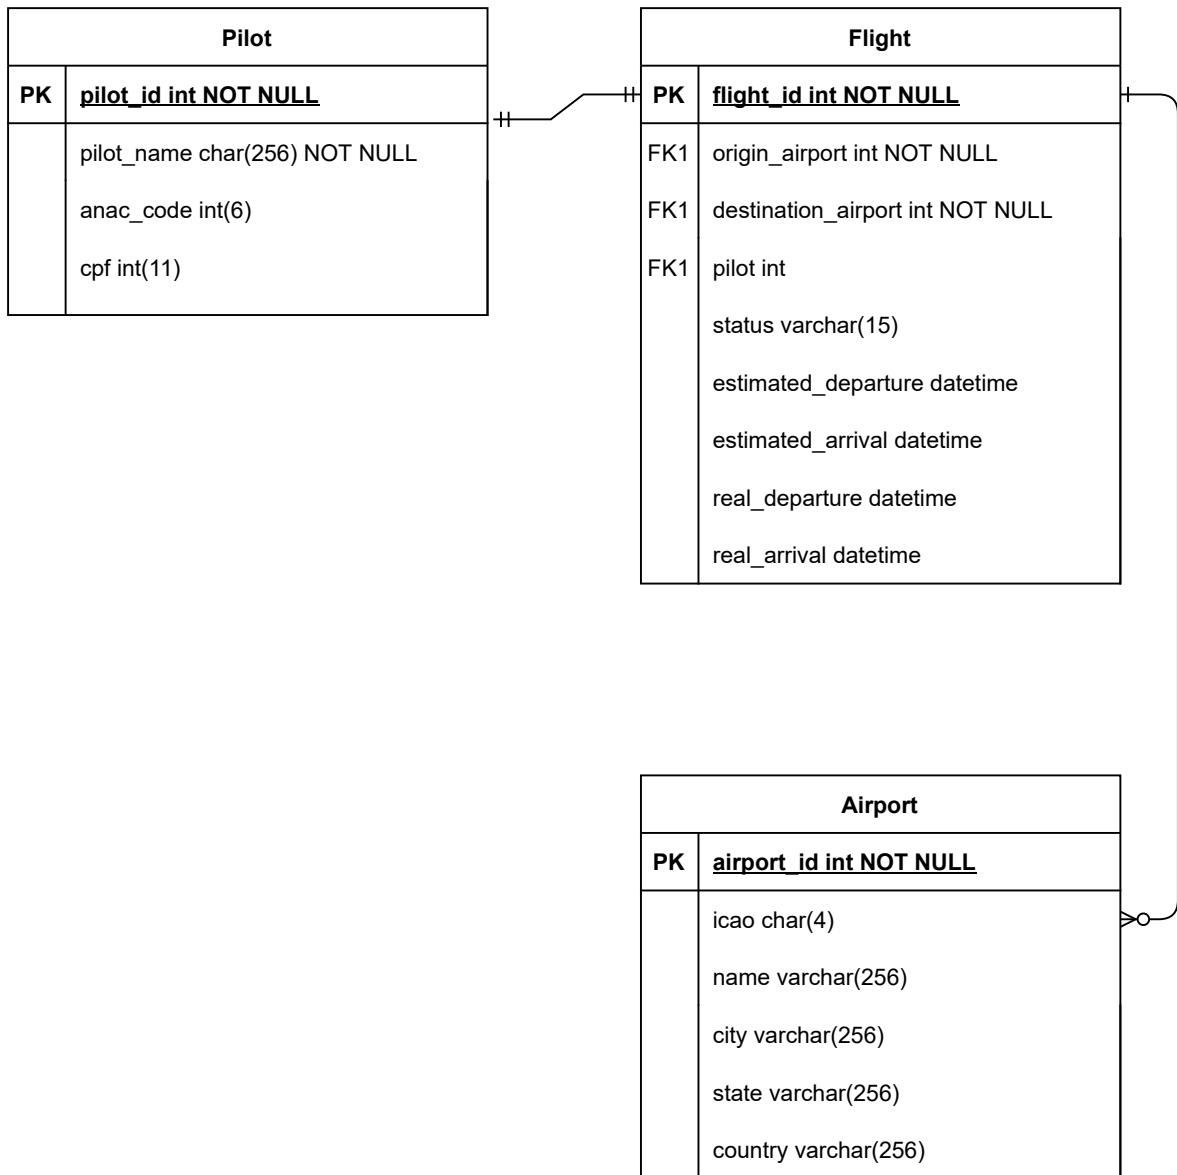 Pilot
PK pilot_id int NOT NULL
pilot_name char(256) NOT NULL
anac_code int(6)
cpf int(11)
Flight
PK flight_id int NOT NULL
FK1 origin_airport int NOT NULL
FK1 destination_airport int NOT NULL
FK1 pilot int
status varchar(15)
estimated_departure datetime
estimated_arrival datetime
real_departure datetime
real_arrival datetime
Airport
PK airport_id int NOT NULL
icao char(4)
name varchar(256)
city varchar(256)
state varchar(256)
country varchar(256)